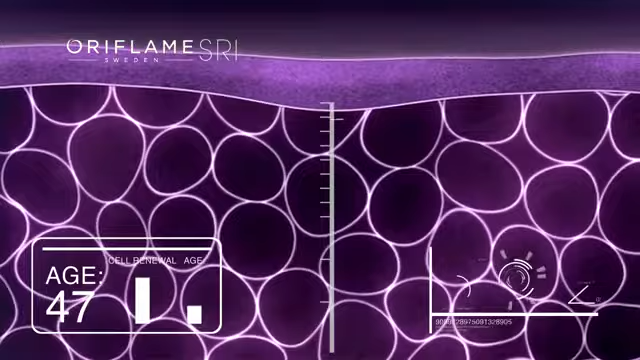 ORIFLAME SRI
SWEDEN
CELL RENEWAL AGE:
AGE:
47